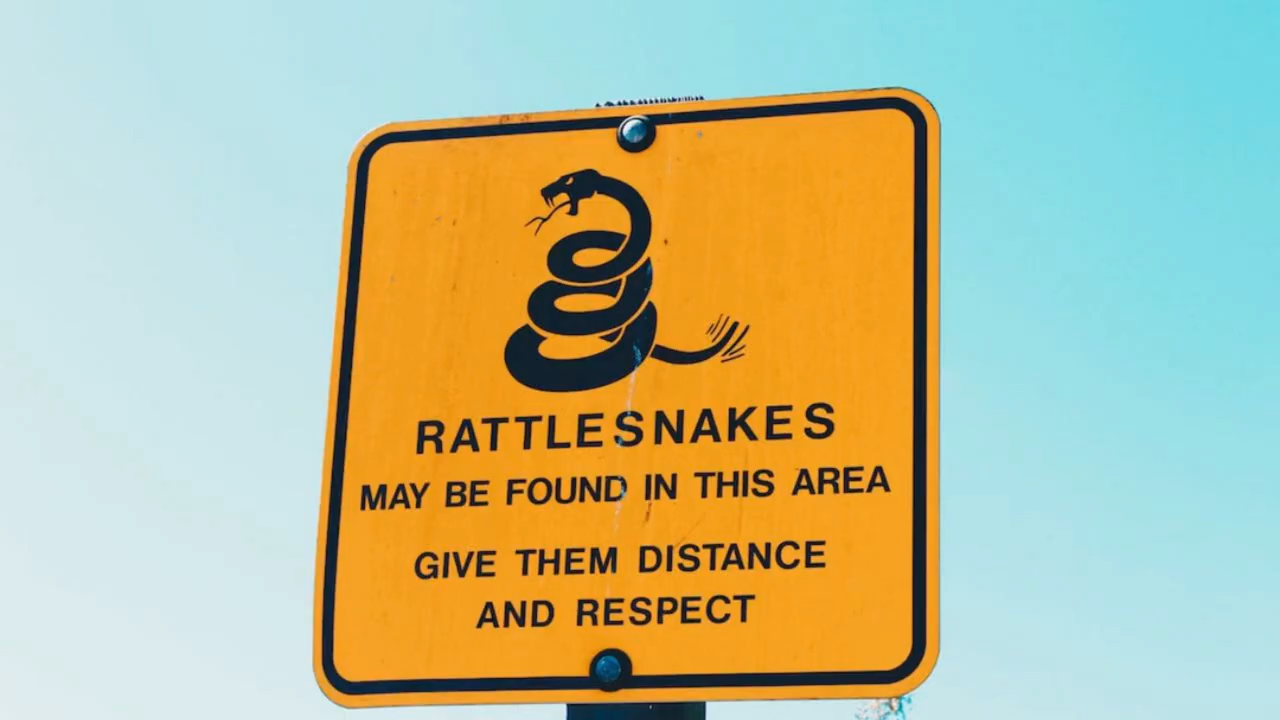 RATTLESNAKES
MAY BE FOUND IN THIS AREA
GIVE THEM DISTANCE
AND RESPECT